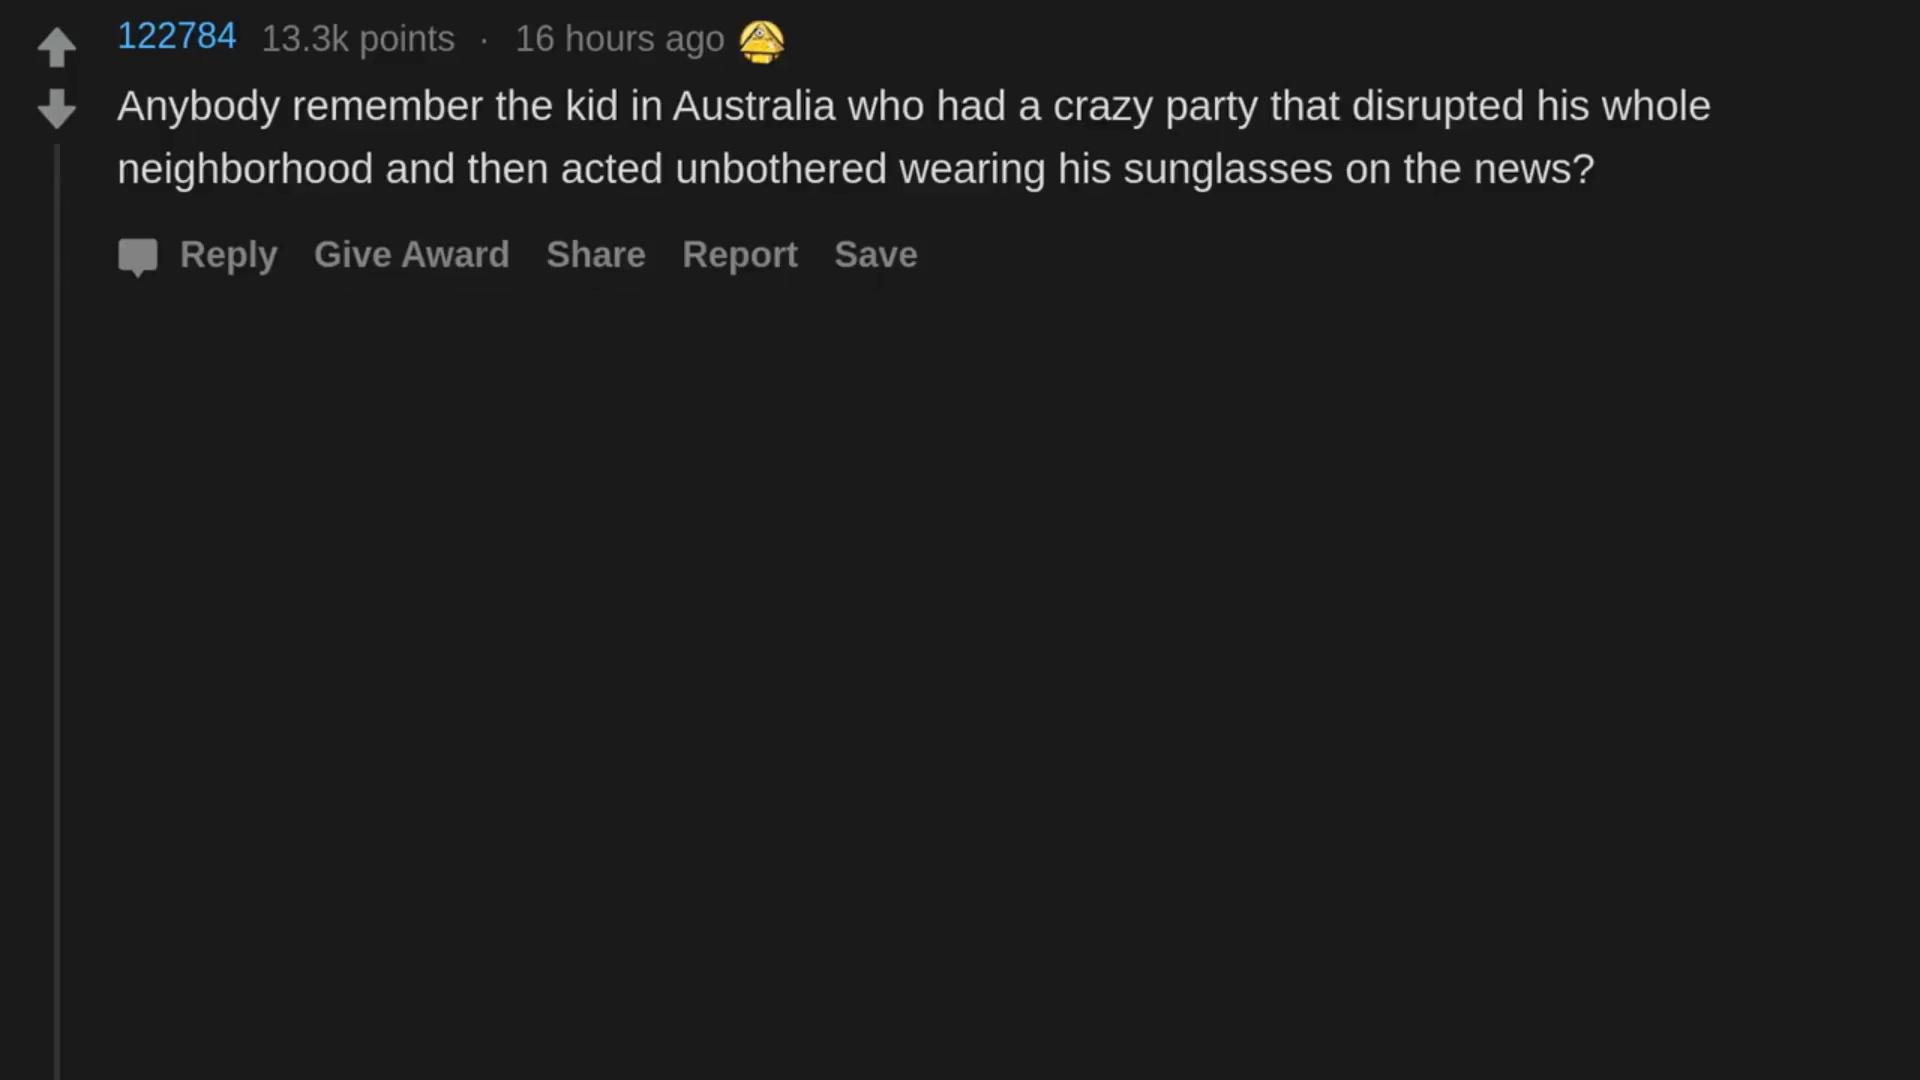 122784 13.3k points · 16 hours ago
Anybody remember the kid in Australia who had a crazy party that disrupted his whole
neighborhood and then acted unbothered wearing his sunglasses on the news?
Reply Give Award Share Report Save